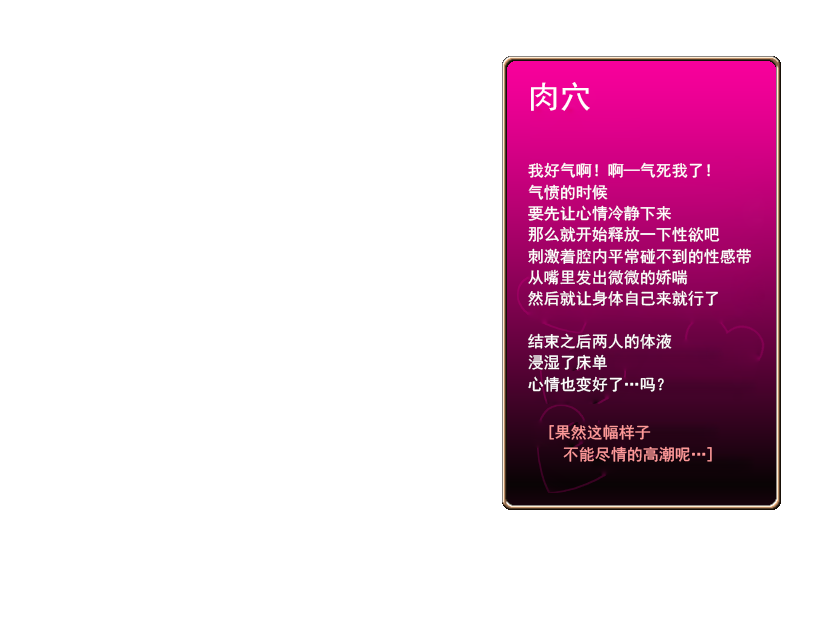 肉穴
我好气啊！啊—气死我了！
气愤的时候
要先让心情冷静下来
那么就开始释放一下性欲吧
刺激着腔内平常碰不到的性感带
从嘴里发出微微的娇喘
然后就让身体自己来就行了
结束之后两人的体液
浸湿了床单
心情也变好了…吗？
[果然这幅样子
不能尽情的高潮呢…]